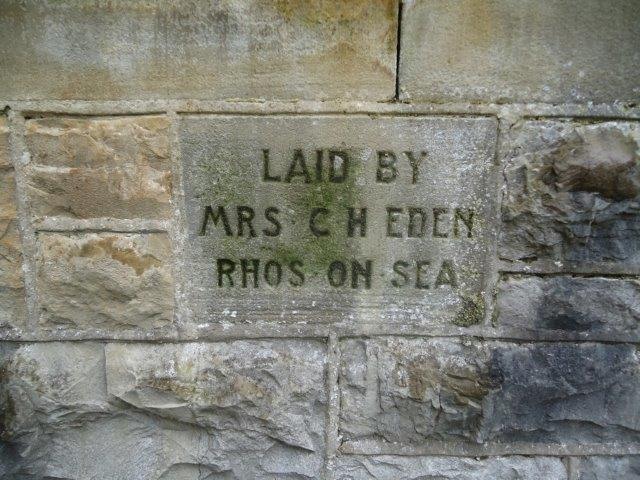 LAID BY
MRS C H EDEN
RHOS ON SEA